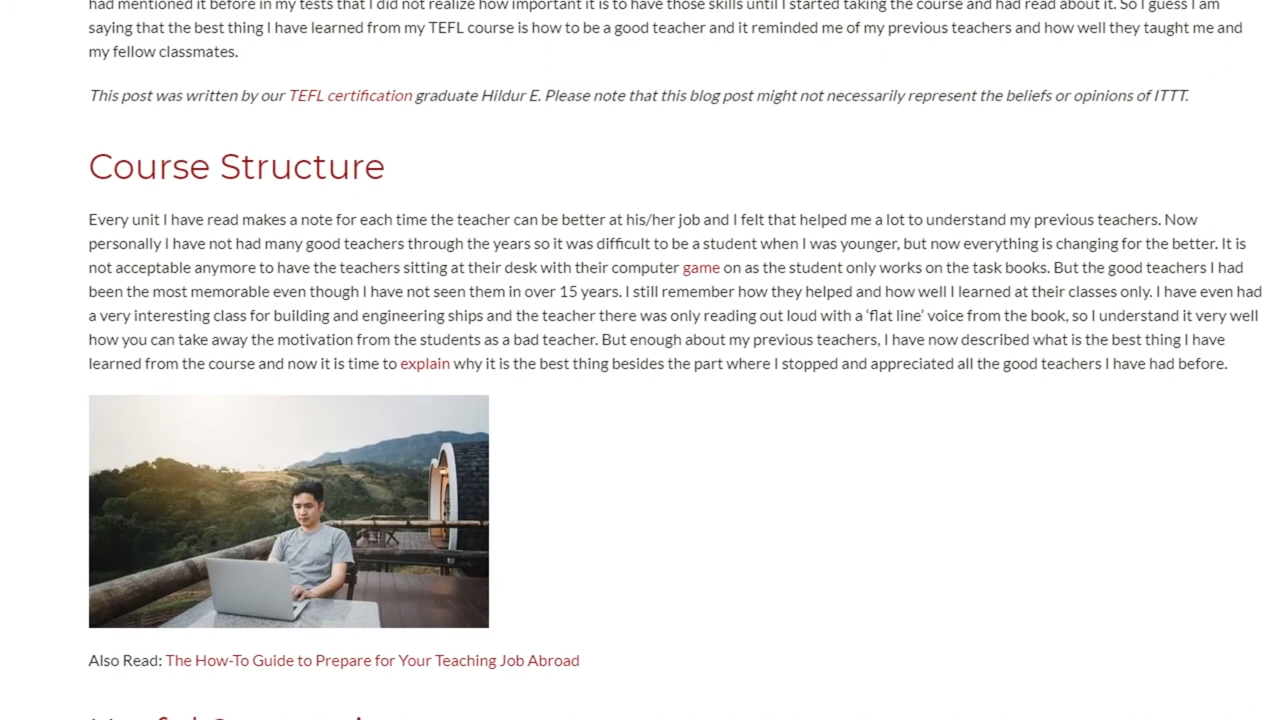 had mentioned it before in my tests that I did not realize how important it is to have those skills until I started taking the course and had read about it. So I guess I am
saying that the best thing I have learned from my TEFL course is how to be a good teacher and it reminded me of my previous teachers and how well they taught me and
my fellow classmates.
This post was written by our TEFL certification graduate Hildur E. Please note that this blog post might not necessarily represent the beliefs or opinions of ITTT.
Course Structure
Every unit I have read makes a note for each time the teacher can be better at his/her job and I felt that helped me a lot to understand my previous teachers. Now
personally I have not had many good teachers through the years so it was difficult to be a student when I was younger, but now everything is changing for the better. It is
not acceptable anymore to have the teachers sitting at their desk with their computer game on as the student only works on the task books. But the good teachers I had
been the most memorable even though I have not seen them in over 15 years. I still remember how they helped and how well I learned at their classes only. I have even had
a very interesting class for building and engineering ships and the teacher there was only reading out loud with a ‘flat line’ voice from the book, so I understand it very well
how you can take away the motivation from the students as a bad teacher. But enough about my previous teachers, I have now described what is the best thing I have
learned from the course and now it is time to explain why it is the best thing besides the part where I stopped and appreciated all the good teachers I have had before.
Also Read: The How-To Guide to Prepare for Your Teaching Job Abroad